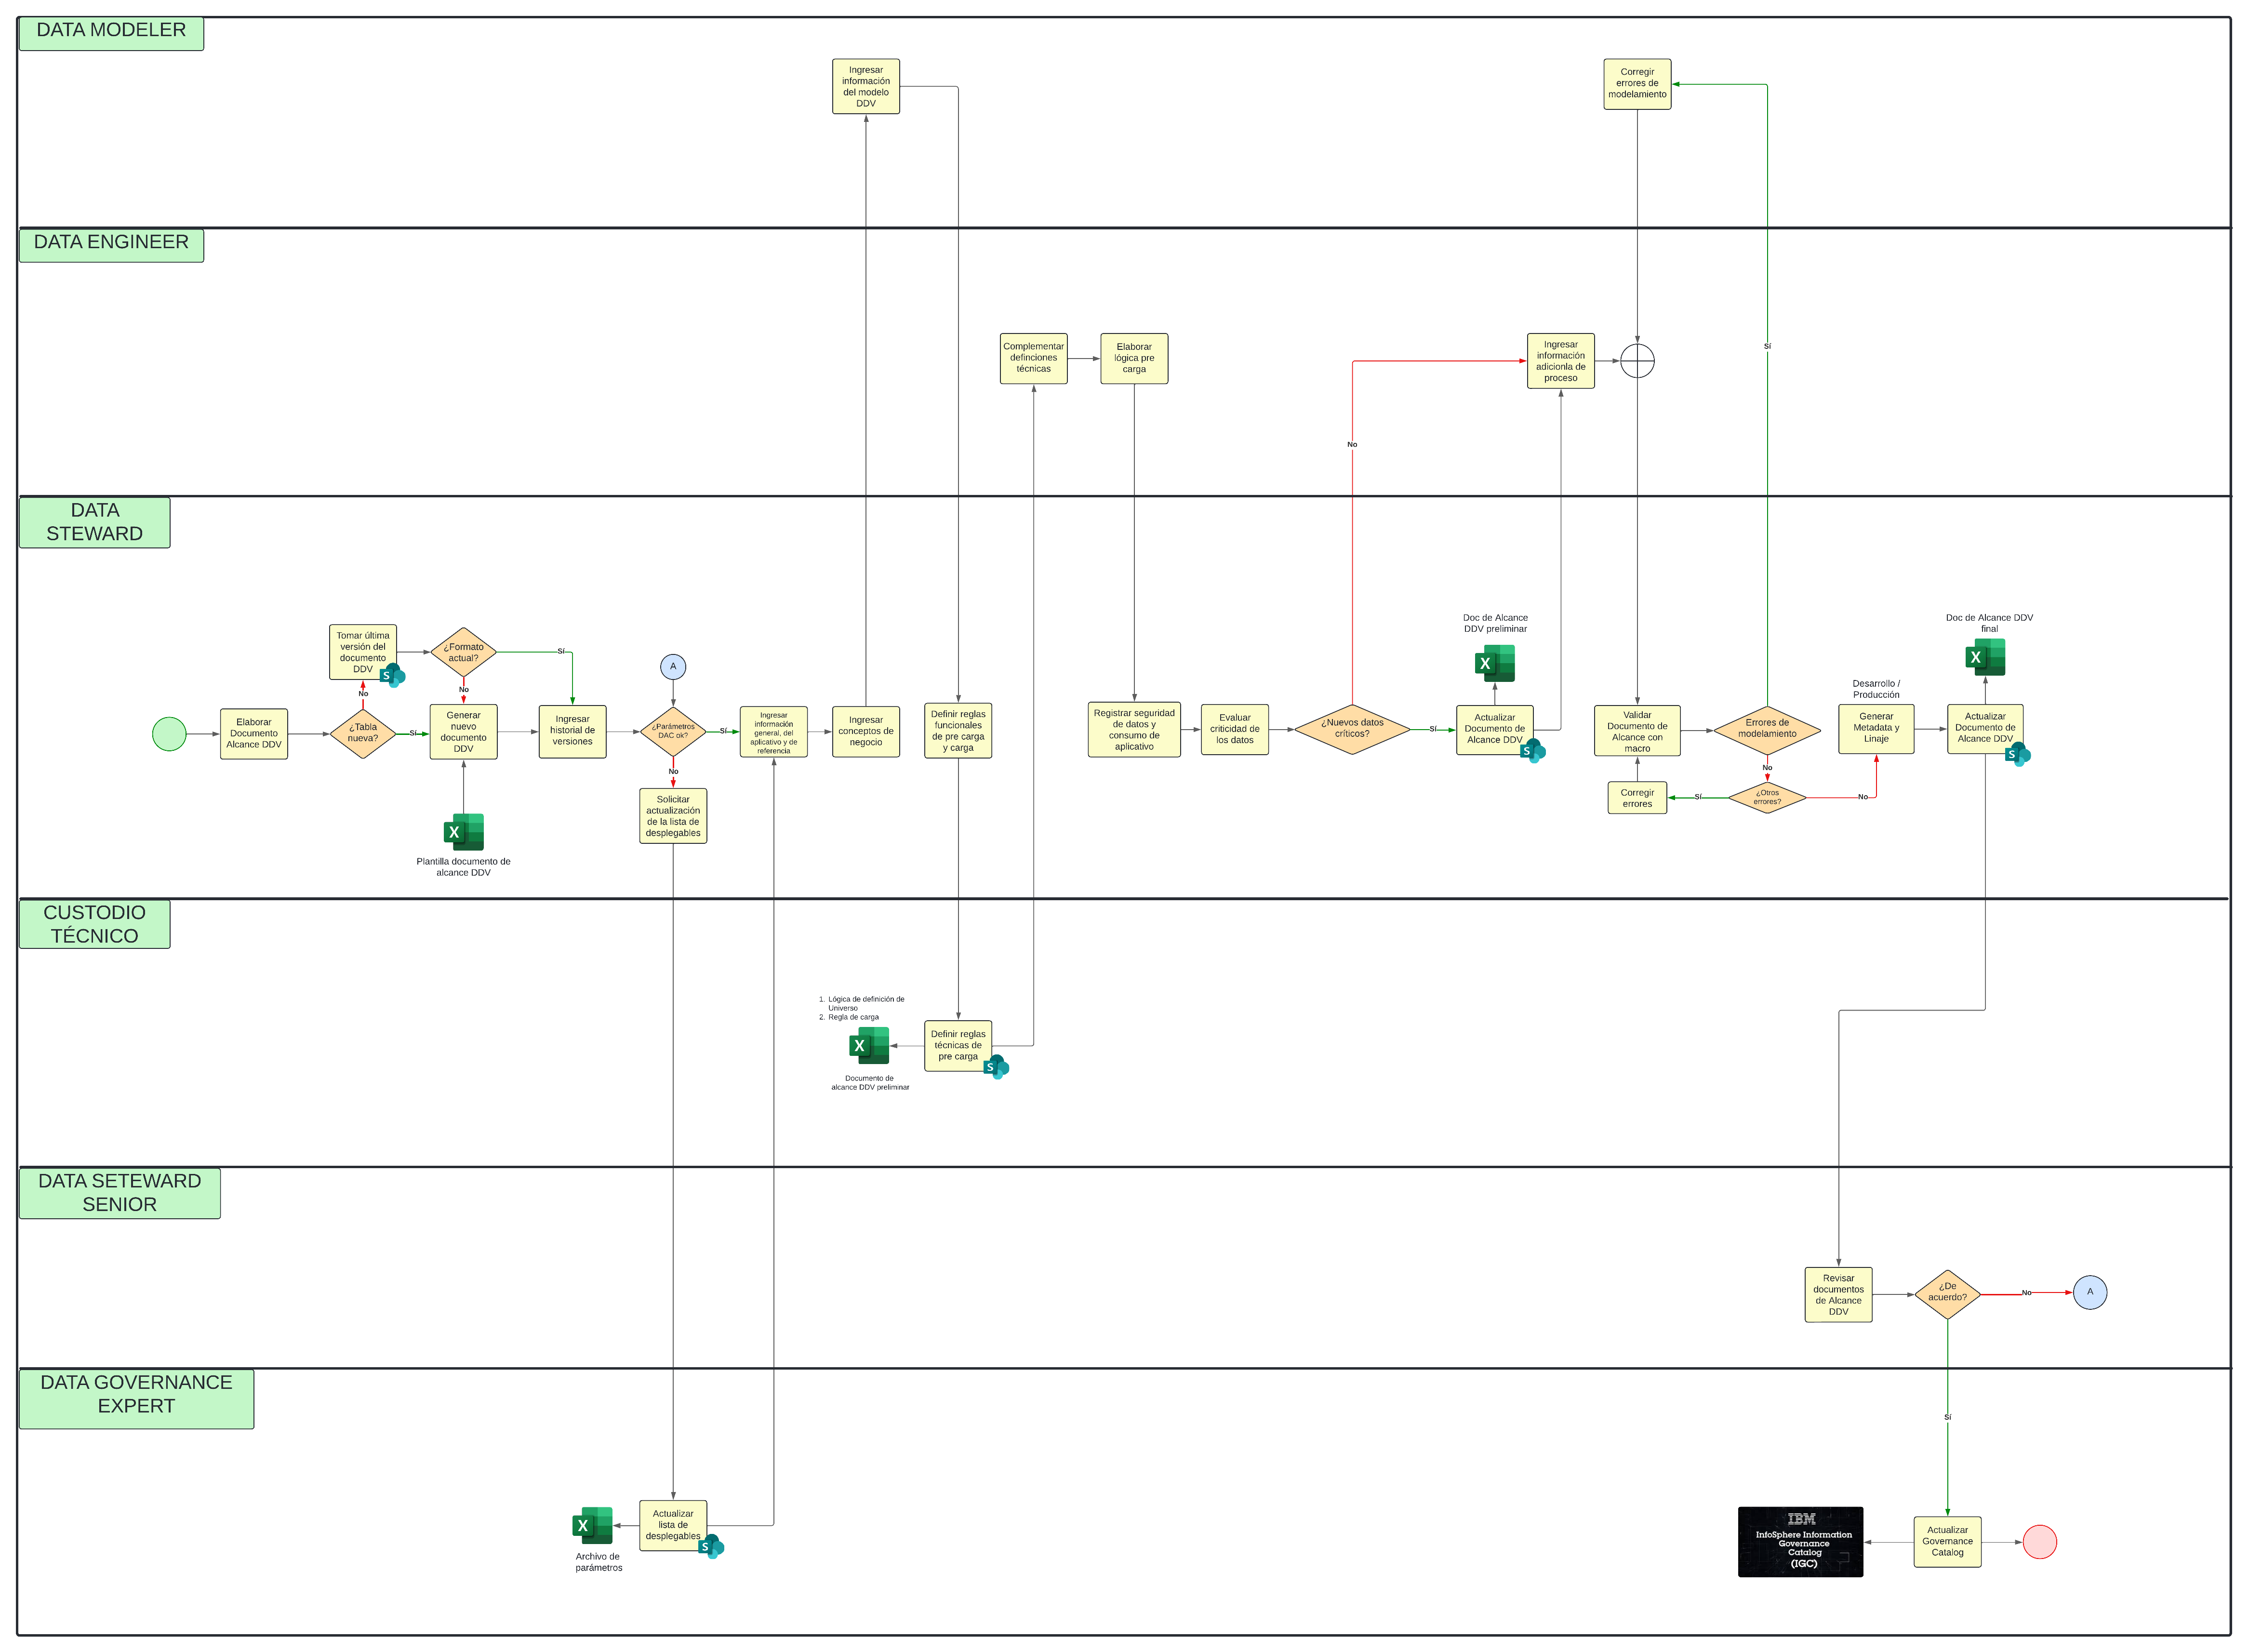 DATA MODELER
Ingresar
información
del modelo
DDV
Corregir
errores de
modelamiento
DATA ENGINEER
Complementar
definciones
técnicas
Elaborar
lógica pre
carga
Ingresar
información
adicionla de
proceso
Sí
No
DATA
STEWARD
Elaborar
Documento
Alcance DDV
¿Tabla
nueva?
No
Sí
Tomar última
versión del
documento
DDV
S
¿Formato
actual?
Sí
No
Generar
nuevo
documento
DDV
X
Plantilla documento de
alcance DDV
Ingresar
historial de
versiones
A
¿Parámetros
DAC ok?
Sí
No
Solicitar
actualización
de la lista de
desplegables
Ingresar
información
general, del
aplicativo y de
referencia
Ingresar
conceptos de
negocio
Definir reglas
funcionales
de pre carga
y carga
Registrar seguridad
de datos y
consumo de
aplicativo
Evaluar
criticidad de
los datos
¿Nuevos datos
críticos?
Sí
Doc de Alcance
DDV preliminar
X
Actualizar
Documento de
Alcance DDV
S
Validar
Documento de
Alcance con
macro
Corregir
errores
Errores de
modelamiento
No
¿Otros
errores?
Sí
No
Desarrollo /
Producción
Generar
Metadata y
Linaje
Doc de Alcance DDV
final
X
Actualizar
Documento de
Alcance DDV
S
CUSTODIO
TÉCNICO
1. Lógica de definición de
Universo
2. Regla de carga
X
Documento de
alcance DDV preliminar
Definir reglas
técnicas de
pre carga
S
DATA SETEWARD
SENIOR
Revisar
documentos
de Alcance
DDV
¿De
acuerdo?
No
A
DATA GOVERNANCE
EXPERT
Sí
X
Archivo de
parámetros
Actualizar
lista de
desplegables
S
IBM
InfoSphere Information
Governance
Catalog
(IGC)
Actualizar
Governance
Catalog